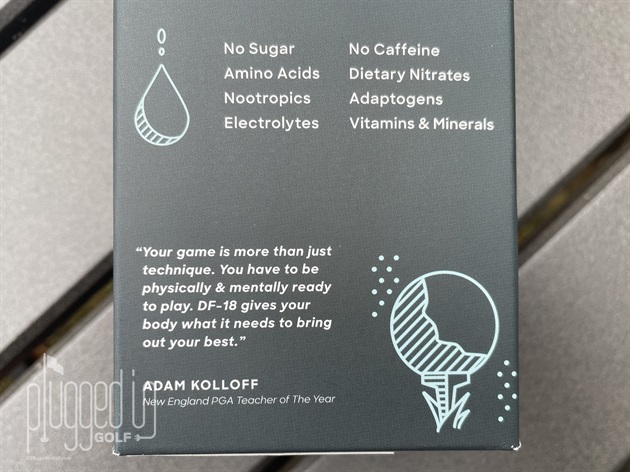 No Sugar
Amino Acids
Nootropics
Electrolytes
No Caffeine
Dietary Nitrates
Adaptogens
Vitamins & Minerals
“Your game is more than just
technique. You have to be
physically & mentally ready
to play. DF-18 gives your
body what it needs to bring
out your best.”
ADAM KOLLOFF
New England PGA Teacher of The Year
plugged in
GOLF